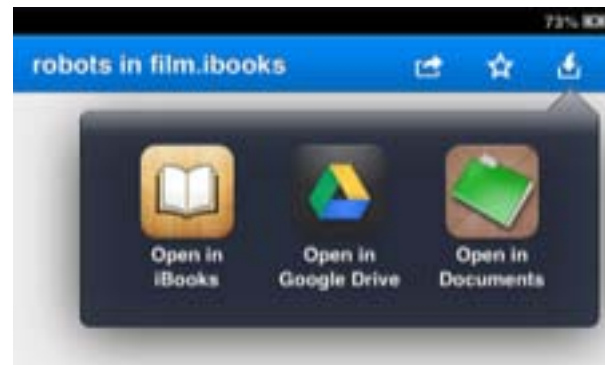 73%
robots in film.ibooks
Open in
iBooks
Open in
Google Drive
Open in
Documents